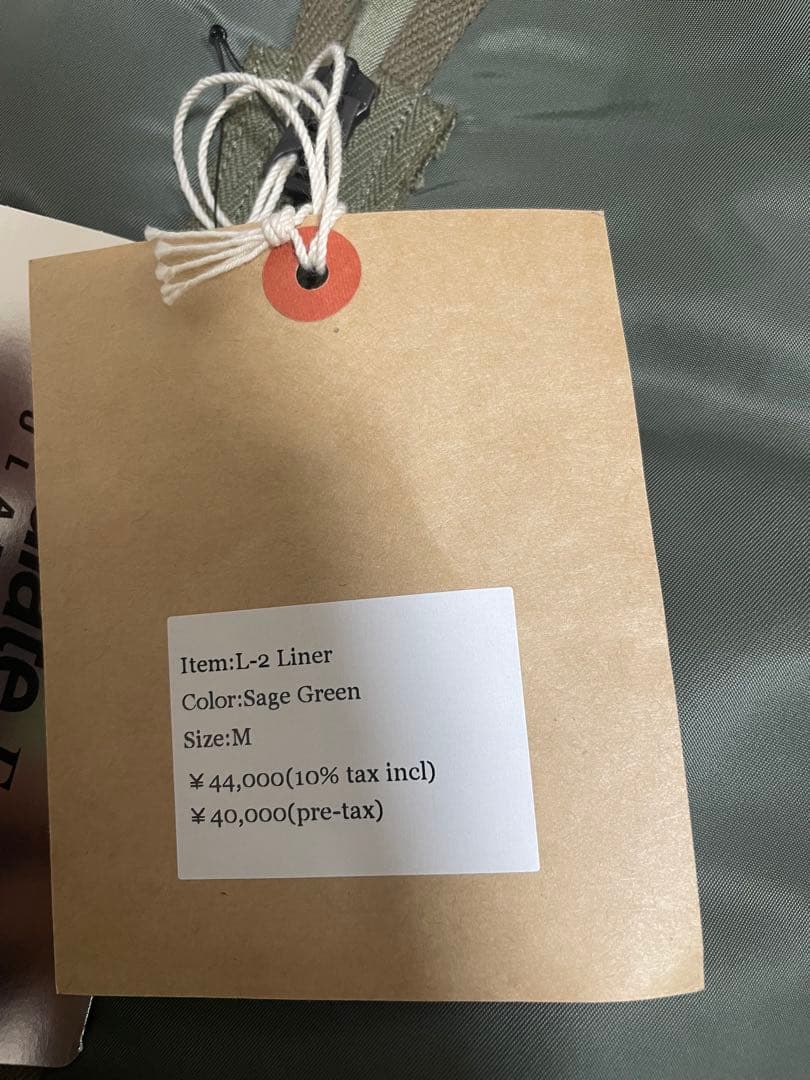 Item:L-2 Liner
Color:Sage Green
Size:M
¥44,000(10% tax incl)
¥40,000(pre-tax)